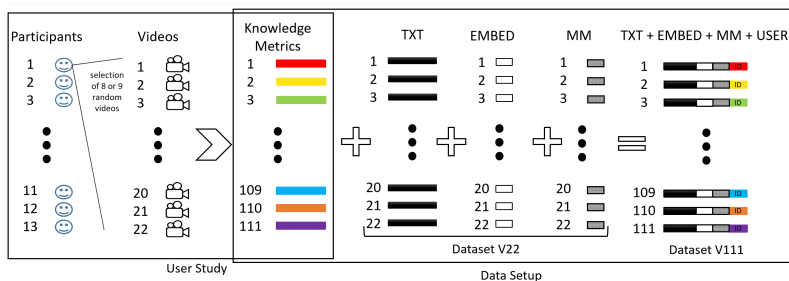 Participants
1
2
3
11
12
13
selection
of 8 or 9
random
videos
Videos
1
2
3
20
21
22
User Study
Knowledge
Metrics
1
2
3
109
110
111
TXT
1
2
3
20
21
22
EMBED
1
2
3
20
21
22
MM
1
2
3
20
21
22
Dataset V22
TXT + EMBED + MM + USER
1 ID
2 ID
3 ID
109 ID
110 ID
111 ID
Dataset V111
Data Setup